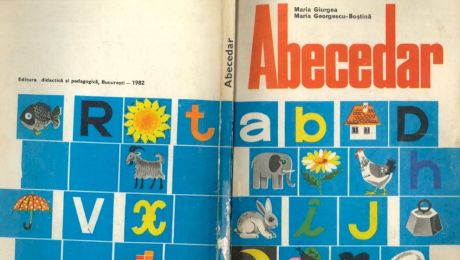 Maria Giurgea
Maria Georgescu-Boștină
Abecedar
Editura didactică și pedagogică, București — 1982
Abecedar
R t a b D
h
V x î J